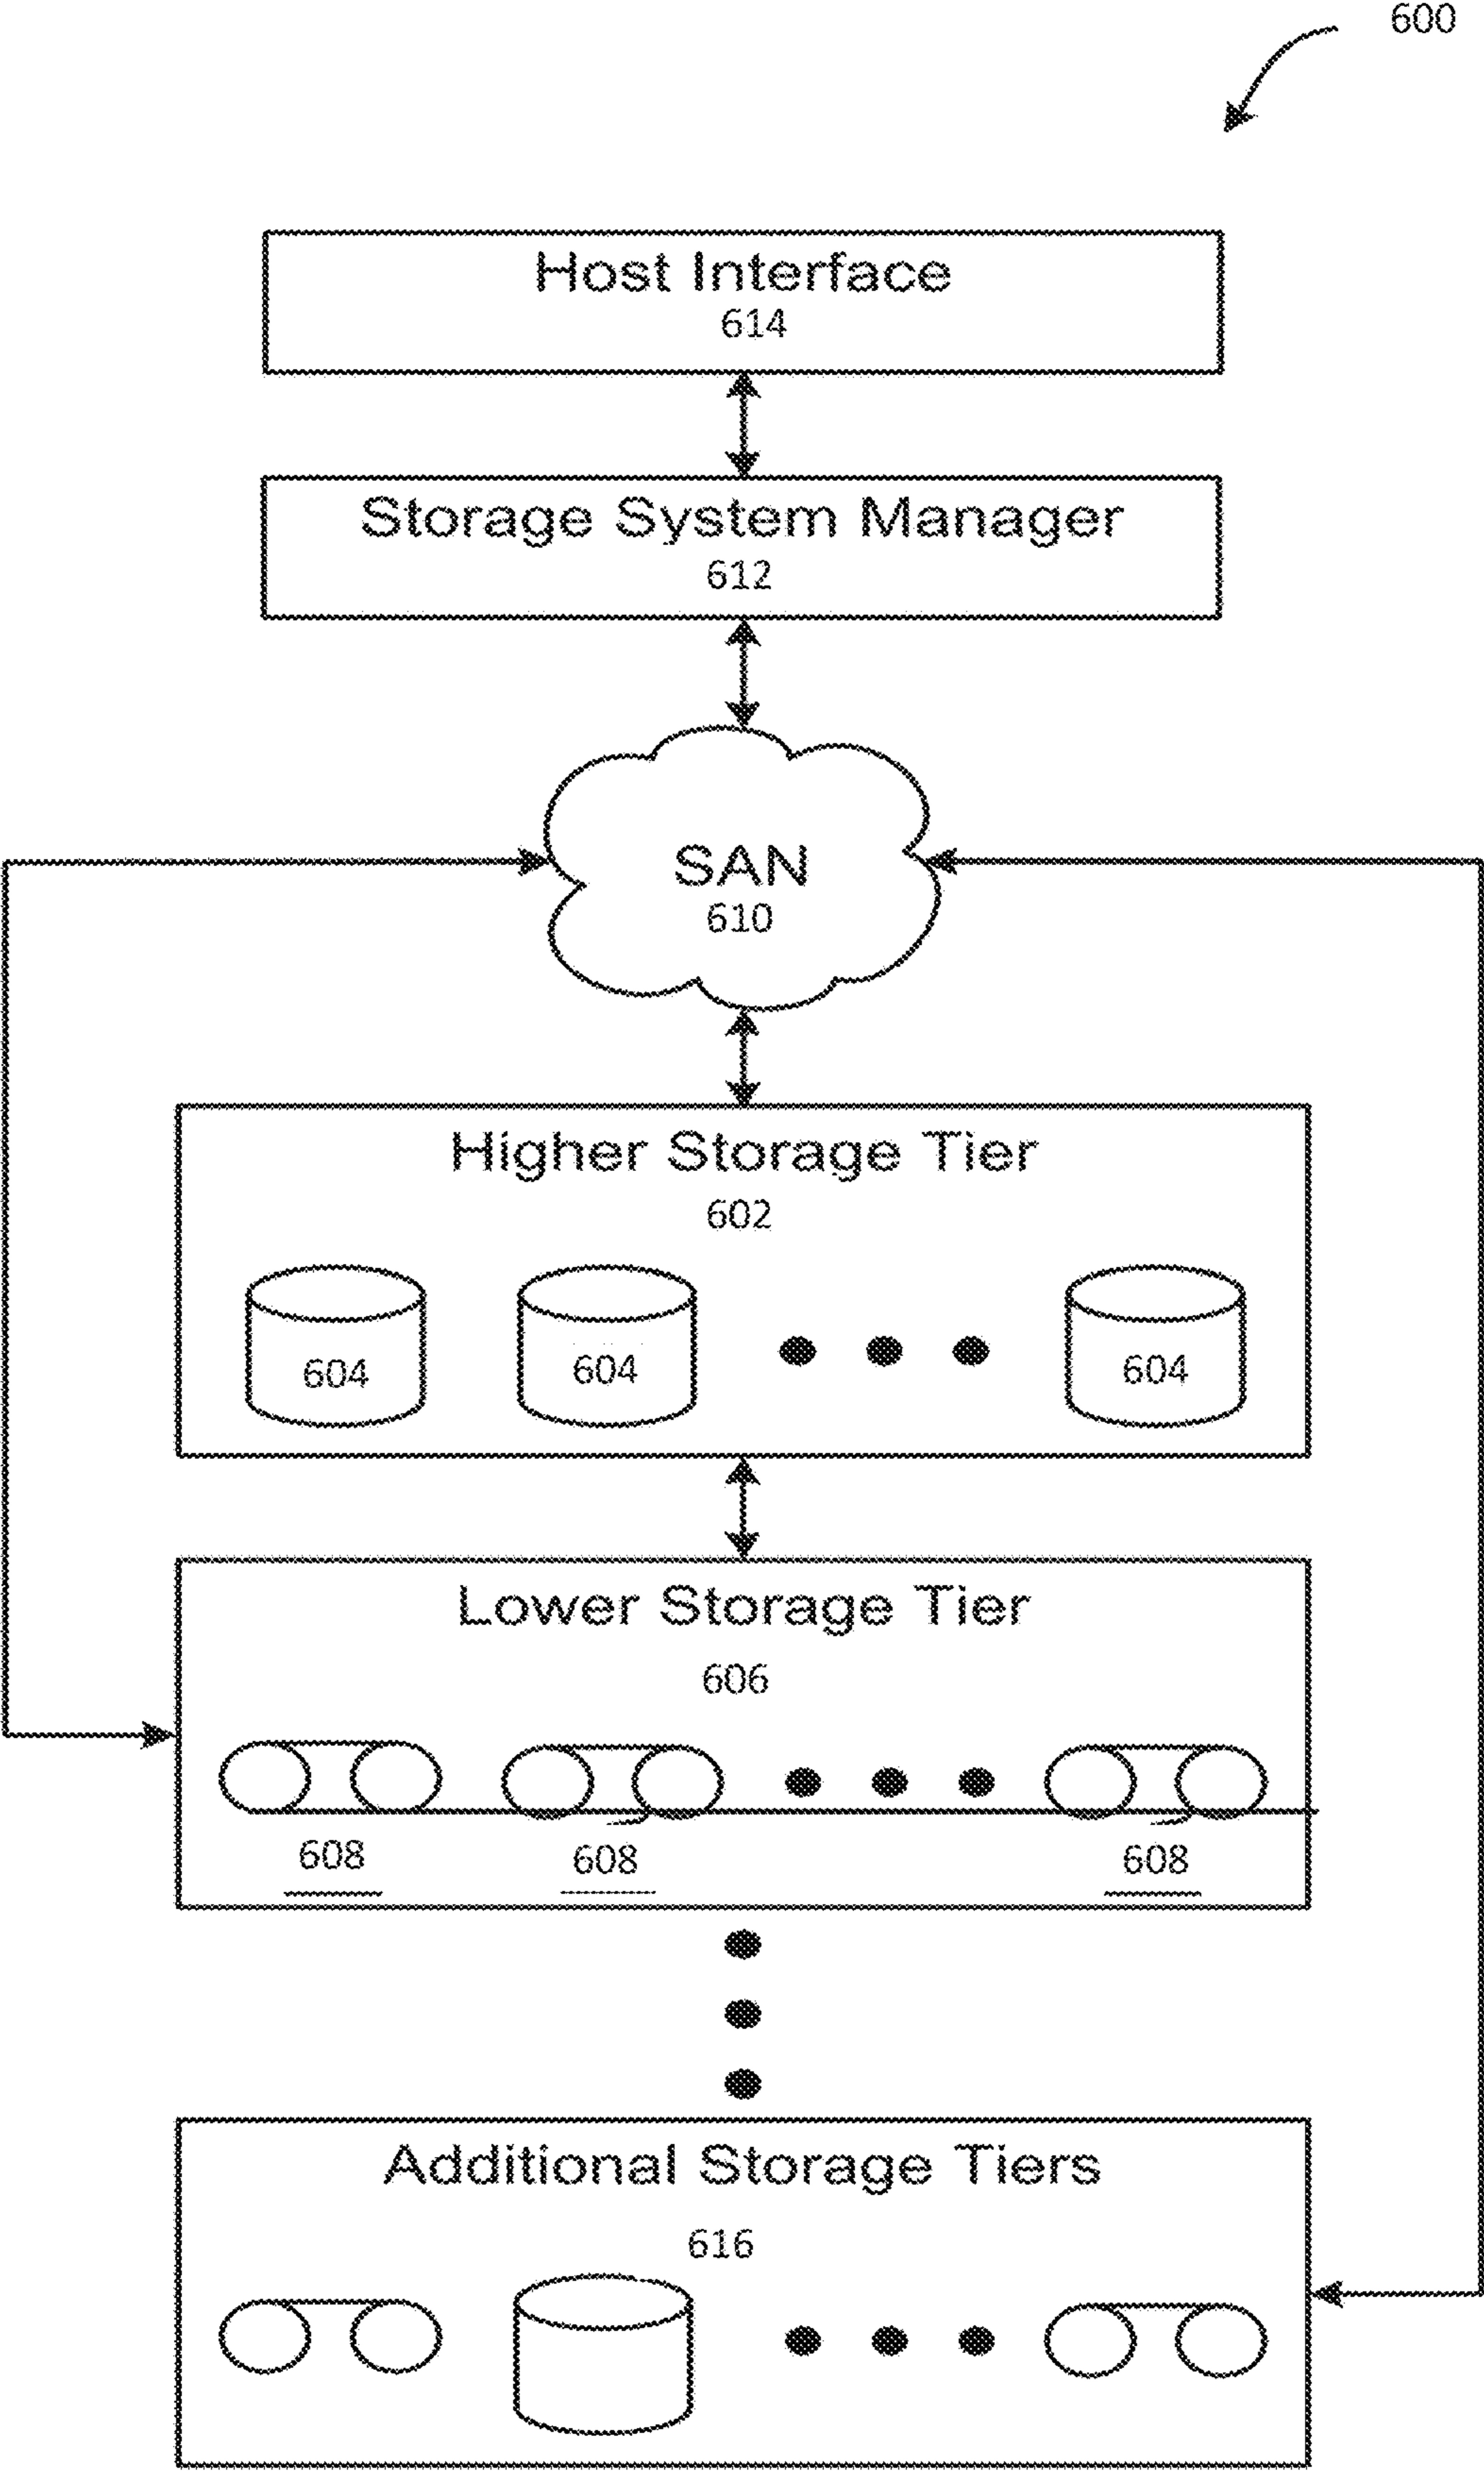 600
Host Interface
614
Storage System Manager
612
SAN
610
Higher Storage Tier
602
604 604 604
Lower Storage Tier
606
608 608 608
Additional Storage Tiers
616